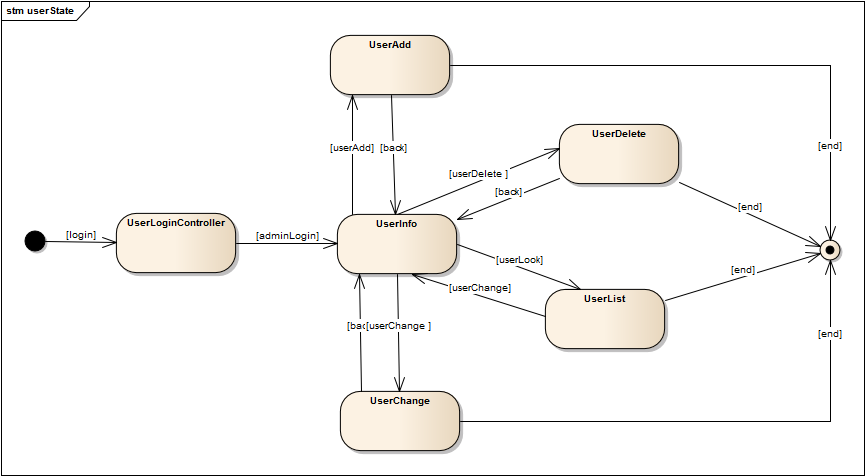 stm userState
UserAdd
[userAdd]
[back]
[end]
UserDelete
[userDelete ]
[back]
[end]
UserLoginController
[login]
[adminLogin]
UserInfo
[userLook]
[end]
[userChange]
UserList
[userChange ]
[end]
UserChange